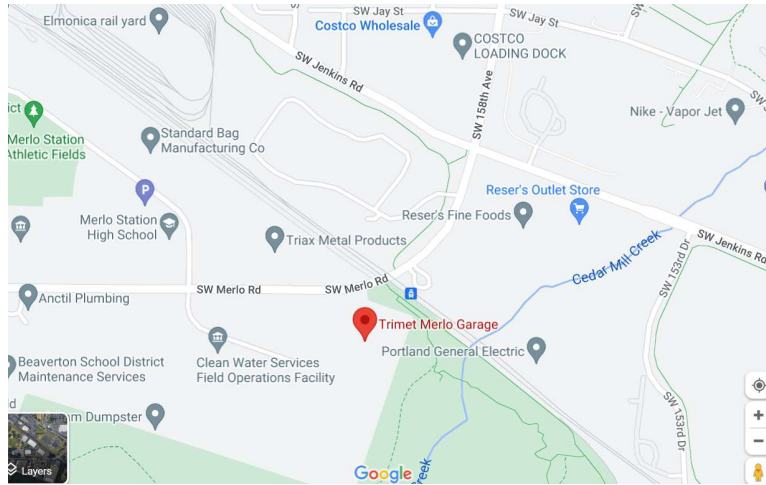 Elmonica rail yard
SW Jay St
SW Jay St
Costco Wholesale
COSTCO
LOADING DOCK
SW Jenkins Rd
SW 158th Ave
Nike - Vapor Jet
ict
Merlo Station
Athletic Fields
Standard Bag
Manufacturing Co
P
Reser's Outlet Store
Merlo Station
High School
Reser's Fine Foods
Triax Metal Products
SW Jenkins Rd
Cedar Mill Creek
SW 153rd Dr
SW Merlo Rd
SW Merlo Rd
Anctil Plumbing
Trimet Merlo Garage
Portland General Electric
Beaverton School District
Maintenance Services
Clean Water Services
Field Operations Facility
d
m Dumpster
SW 153rd Dr
Layers
Google
Creek